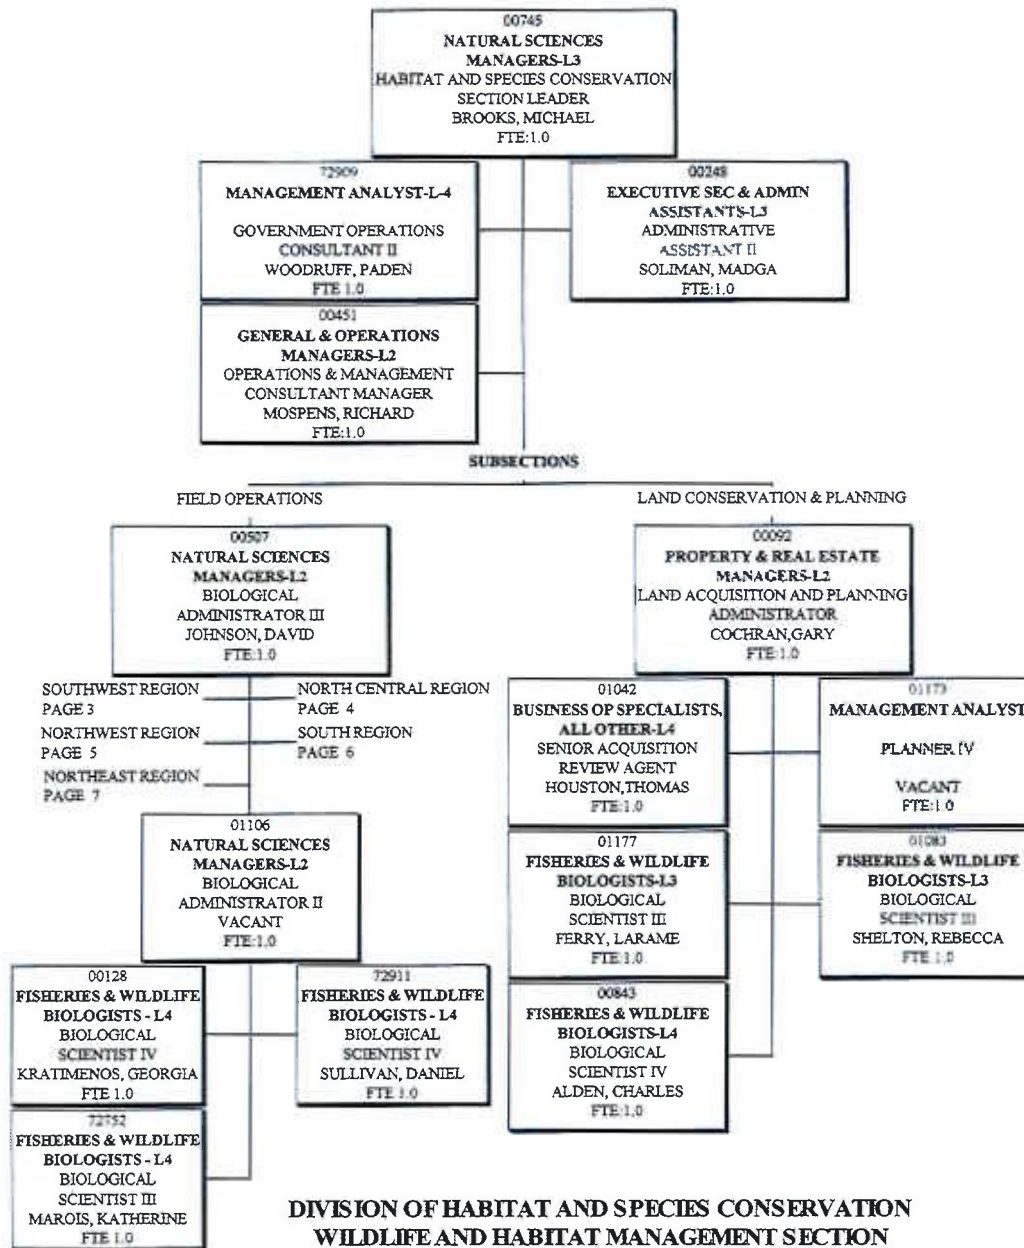 00745
NATURAL SCIENCES
MANAGERS-L3
HABITAT AND SPECIES CONSERVATION
SECTION LEADER
BROOKS, MICHAEL
FTE:1.0
72909
MANAGEMENT ANALYST-L-4
GOVERNMENT OPERATIONS
CONSULTANT II
WOODRUFF, PADEN
FTE 1.0
00248
EXECUTIVE SEC & ADMIN
ASSISTANTS-L3
ADMINISTRATIVE
ASSISTANT II
SOLIMAN, MADGA
FTE:1.0
00451
GENERAL & OPERATIONS
MANAGERS-L2
OPERATIONS & MANAGEMENT
CONSULTANT MANAGER
MOSPENS, RICHARD
FTE:1.0
SUBSECTIONS
FIELD OPERATIONS
LAND CONSERVATION & PLANNING
00507
NATURAL SCIENCES
MANAGERS-L2
BIOLOGICAL
ADMINISTRATOR III
JOHNSON, DAVID
FTE:1.0
SOUTHWEST REGION
PAGE 3
NORTH CENTRAL REGION
PAGE 4
NORTHWEST REGION
PAGE 5
SOUTH REGION
PAGE 6
NORTHEAST REGION
PAGE 7
01106
NATURAL SCIENCES
MANAGERS-L2
BIOLOGICAL
ADMINISTRATOR II
VACANT
FTE:1.0
00128
FISHERIES & WILDLIFE
BIOLOGISTS - L4
BIOLOGICAL
SCIENTIST IV
KRATIMENOS, GEORGIA
FTE 1.0
72911
FISHERIES & WILDLIFE
BIOLOGISTS - L4
BIOLOGICAL
SCIENTIST IV
SULLIVAN, DANIEL
FTE 1.0
72752
FISHERIES & WILDLIFE
BIOLOGISTS - L4
BIOLOGICAL
SCIENTIST III
MAROIS, KATHERINE
FTE 1.0
00092
PROPERTY & REAL ESTATE
MANAGERS-L2
LAND ACQUISITION AND PLANNING
ADMINISTRATOR
COCHRAN,GARY
FTE:1.0
01042
BUSINESS OP SPECIALISTS,
ALL OTHER-L4
SENIOR ACQUISITION
REVIEW AGENT
HOUSTON,THOMAS
FTE:1.0
01173
MANAGEMENT ANALYST
PLANNER IV
VACANT
FTE:1.0
01177
FISHERIES & WILDLIFE
BIOLOGISTS-L3
BIOLOGICAL
SCIENTIST III
FERRY, LARAME
FTE:1.0
01083
FISHERIES & WILDLIFE
BIOLOGISTS-L3
BIOLOGICAL
SCIENTIST III
SHELTON, REBECCA
FTE 1.0
00843
FISHERIES & WILDLIFE
BIOLOGISTS-L4
BIOLOGICAL
SCIENTIST IV
ALDEN, CHARLES
FTE:1.0
DIVISION OF HABITAT AND SPECIES CONSERVATION
WILDLIFE AND HABITAT MANAGEMENT SECTION